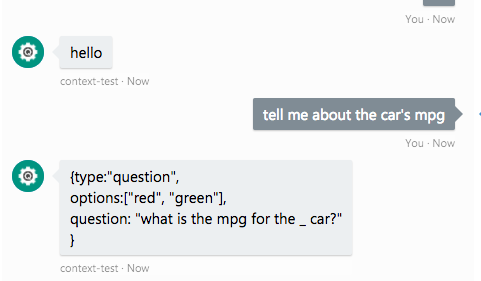 You · Now
hello
context-test · Now
tell me about the car's mpg
You · Now
{type:"question",
options:["red", "green"],
question: "what is the mpg for the _ car?"
}
context-test · Now